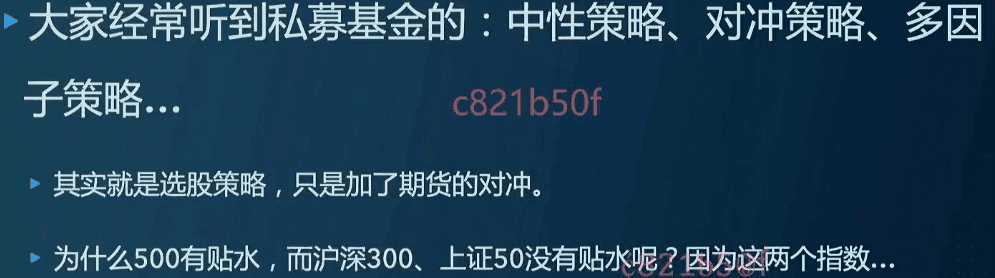 大家经常听到私募基金的：中性策略、对冲策略、多因
子策略...
c821b50f
其实就是选股策略，只是加了期货的对冲。
为什么500有贴水，而沪深300、上证50没有贴水呢？因为这两个指数...
c821b50f